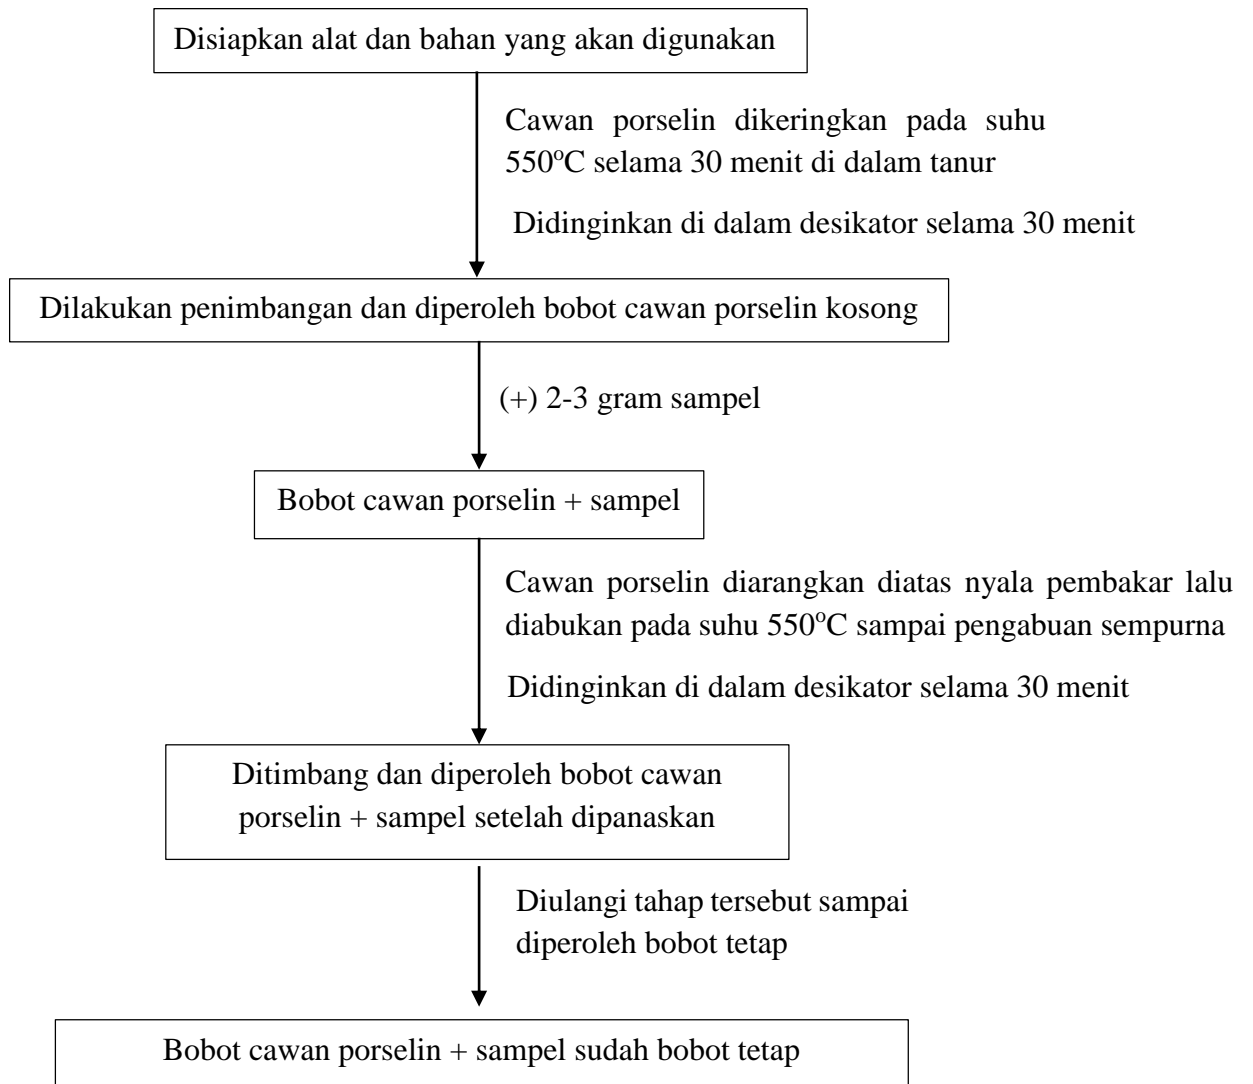 Disiapkan alat dan bahan yang akan digunakan
Cawan porselin dikeringkan pada suhu
550°C selama 30 menit di dalam tanur
Didinginkan di dalam desikator selama 30 menit
Dilakukan penimbangan dan diperoleh bobot cawan porselin kosong
(+) 2-3 gram sampel
Bobot cawan porselin + sampel
Cawan porselin diarangkan diatas nyala pembakar lalu
diabukan pada suhu 550°C sampai pengabuan sempurna
Didinginkan di dalam desikator selama 30 menit
Ditimbang dan diperoleh bobot cawan
porselin + sampel setelah dipanaskan
Diulangi tahap tersebut sampai
diperoleh bobot tetap
Bobot cawan porselin + sampel sudah bobot tetap